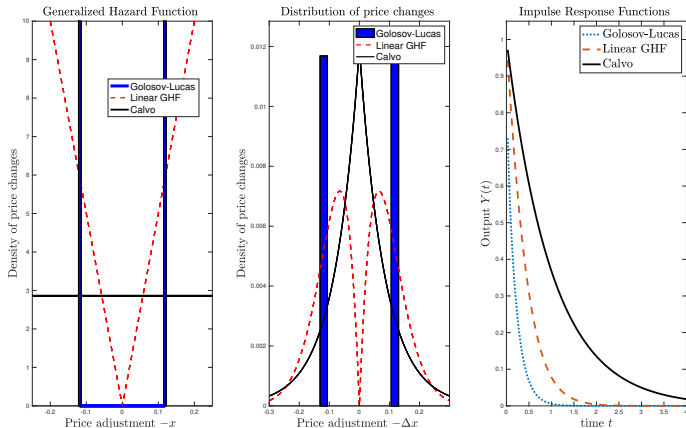 Generalized Hazard Function
Density of price changes
10
9
8
7
6
5
4
3
2
1
0
-0.2
-0.1
0
0.1
0.2
Price adjustment −x
Golosov-Lucas
Linear GHF
Calvo
Distribution of price changes
Density of price changes
0.012
0.01
0.008
0.006
0.004
0.002
0
-0.3
-0.2
-0.1
0
0.1
0.2
0.3
Price adjustment −Δx
Golosov-Lucas
Linear GHF
Calvo
Impulse Response Functions
Output Y(t)
1
0.9
0.8
0.7
0.6
0.5
0.4
0.3
0.2
0.1
0
0
0.5
1
1.5
2
2.5
3
3.5
time t
Golosov-Lucas
Linear GHF
Calvo